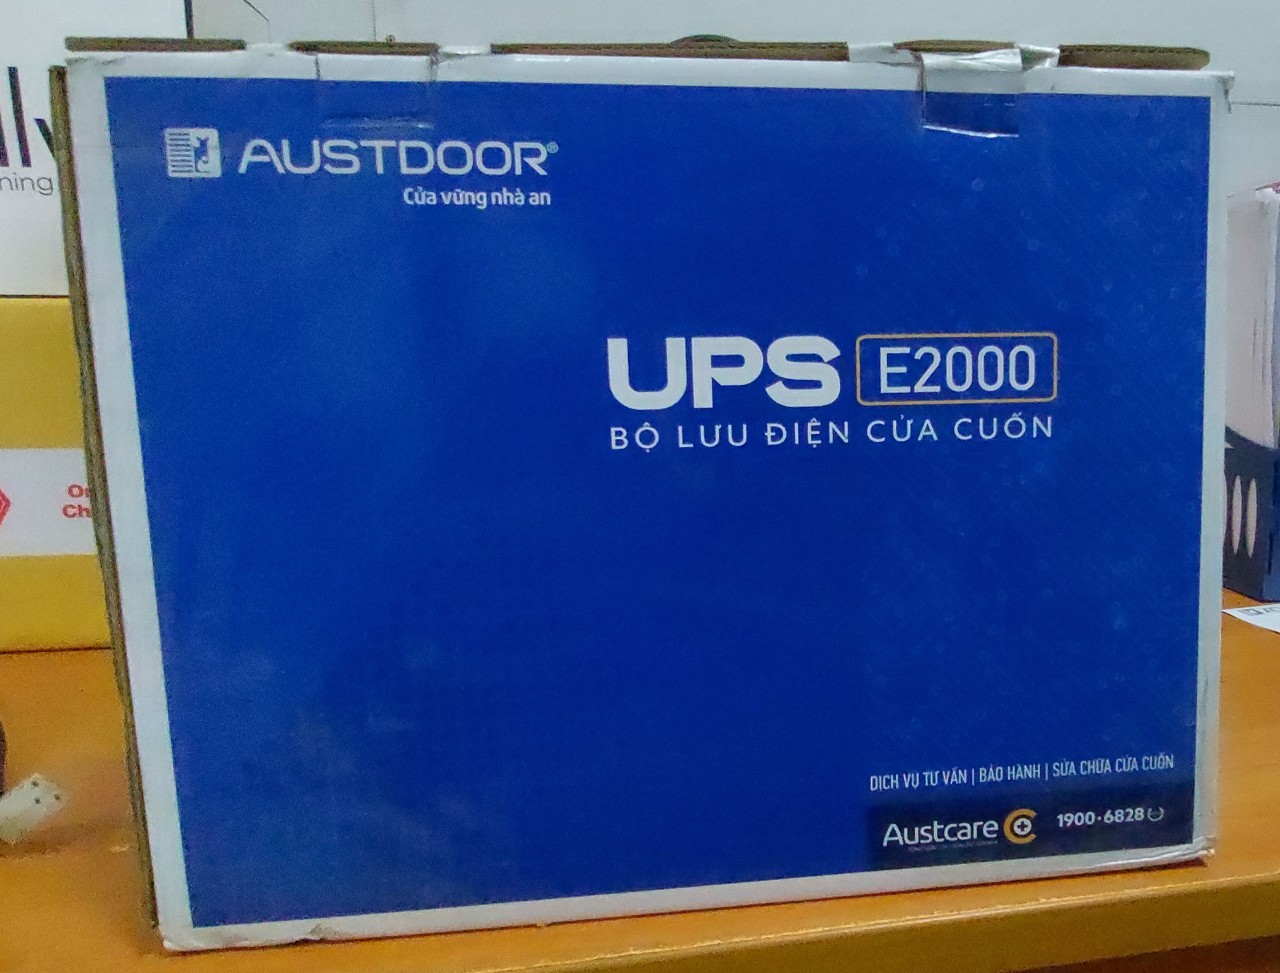 AUSTDOOR®
Cửa vững nhà an
UPS E2000
BỘ LƯU ĐIỆN CỬA CUỐN
DỊCH VỤ TƯ VẤN | BẢO HÀNH | SỬA CHỮA CỬA CUỐN
Austcare 1900·6828